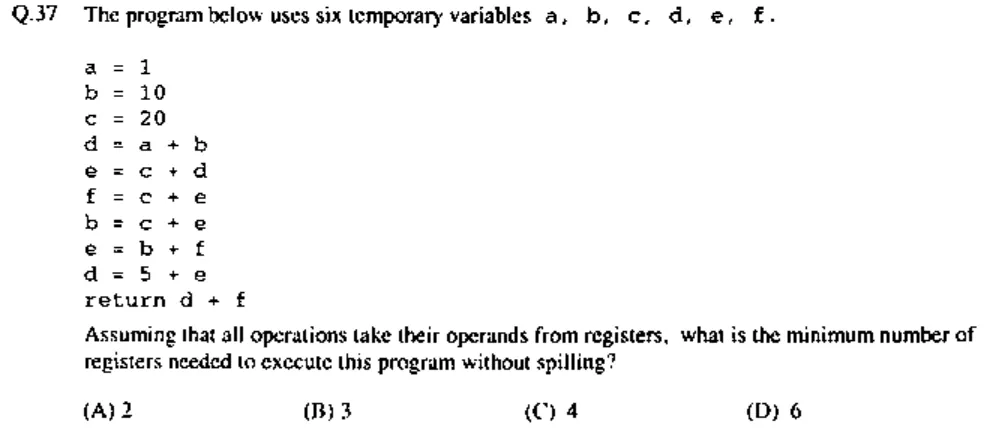 Q.37 The program below uses six temporary variables a, b, c, d, e, f.
a = 1
b = 10
c = 20
d = a + b
e = c + d
f = c + e
b = c + e
e = b + f
d = 5 + e
return d + f
Assuming that all operations take their operands from registers, what is the minimum number of
registers needed to execute this program without spilling?
(A) 2 (B) 3 (C) 4 (D) 6